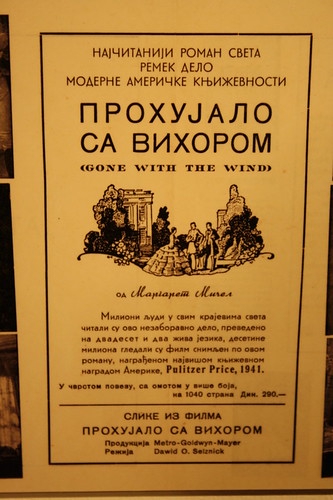 НАЈЧИТАНИЈИ РОМАН СВЕТА
РЕМЕК ДЕЛО
МОДЕРНЕ АМЕРИЧКЕ КЊИЖЕВНОСТИ
ПРОХУЈАЛО
СА ВИХОРОМ
(GONE WITH THE WIND)
од Маргарет Мичел
Милиони људи у свим крајевима света
читали су ово незаборавно дело, преведено
на двадесет и два жива језика, десетине
милиона гледали су филм снимљен по овом
роману, награђеном највишом књижевном
наградом Америке, Pulitzer Price, 1941.
У чврстом повезу, са омотом у више боја,
на 1040 страна Дин. 290.—
СЛИКЕ ИЗ ФИЛМА
ПРОХУЈАЛО СА ВИХОРОМ
Продукција Metro-Goldwyn-Mayer
Режија Dawid O. Selznick